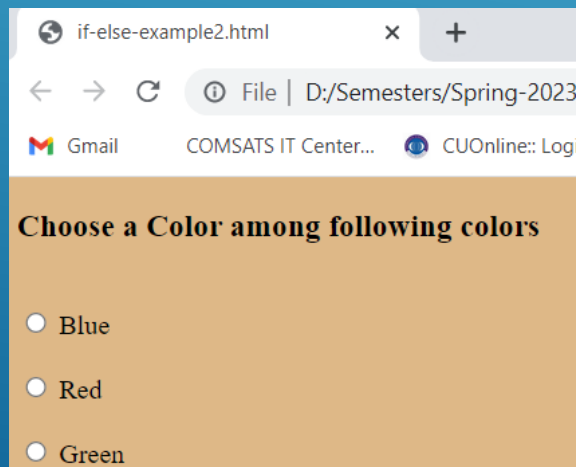 if-else-example2.html
File | D:/Semesters/Spring-2023
Gmail COMSATS IT Center... CUOnline:: Logi
Choose a Color among following colors
Blue
Red
Green